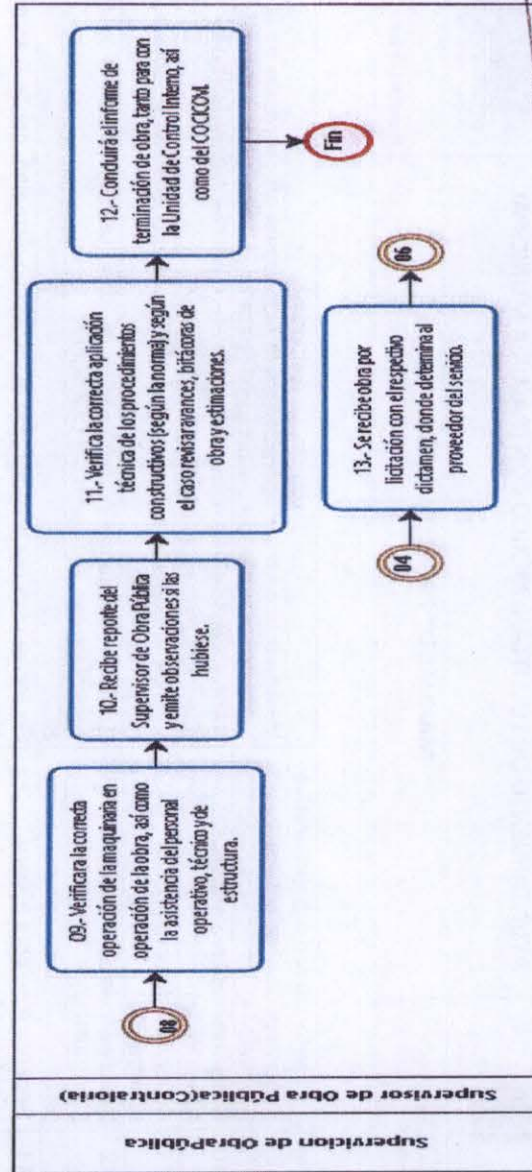 Supervicion de ObraPública
Supervisor de Obra Pública(Contraloria)
08
09.- Verificara la correcta
operación de la maquinaria en
operación de la obra, así como
la asistencia del personal
operativo, técnico y de
estructura.
10.- Recibe reporte del
Supervisor de Obra Pública
y emite observaciones si las
hubiese.
11.- Verifica la correcta aplicación
técnica de los procedimientos
constructivos (según la norma) y según
el caso revisar avances, bitácoras de
obra y estimaciones.
12.- Conduirá el informe de
terminación de obra, tanto para con
la Unidad de Control Interno, así
como del COCICOVI.
Fin
04
13.- Se recibe obra por
licitación con el respectivo
dictamen, donde determina al
proveedor del servicio.
06